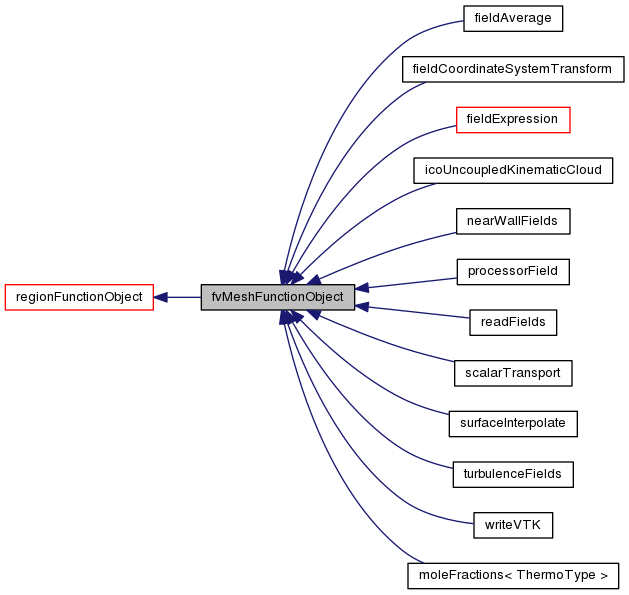 fieldAverage
fieldCoordinateSystemTransform
fieldExpression
icoUncoupledKinematicCloud
nearWallFields
processorField
regionFunctionObject
fvMeshFunctionObject
readFields
scalarTransport
surfaceInterpolate
turbulenceFields
writeVTK
moleFractions< ThermoType >